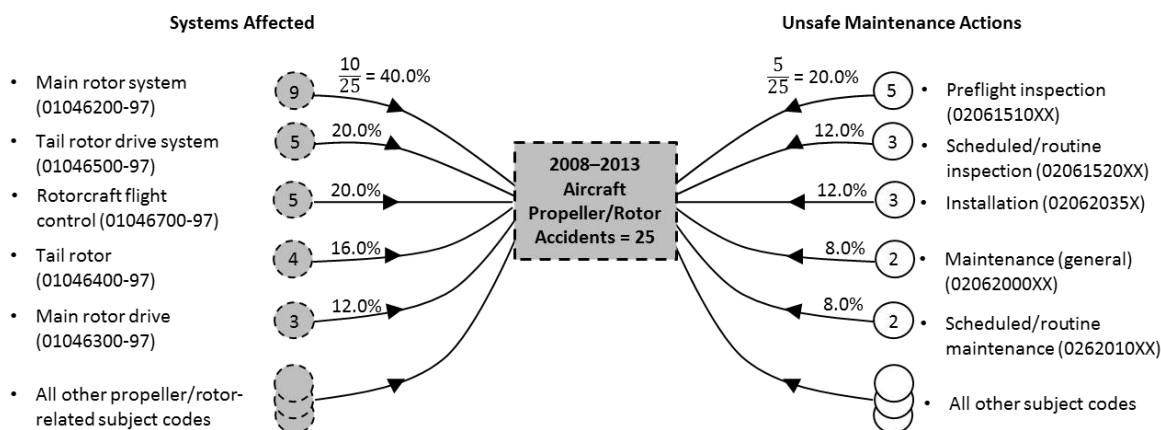 Systems Affected
Unsafe Maintenance Actions
• Main rotor system
(01046200-97)
9
10/25 = 40.0%
• Tail rotor drive system
(01046500-97)
5
20.0%
• Rotorcraft flight
control (01046700-97)
5
20.0%
• Tail rotor
(01046400-97)
4
16.0%
• Main rotor drive
(01046300-97)
3
12.0%
• All other propeller/rotor-
related subject codes
2008–2013
Aircraft
Propeller/Rotor
Accidents = 25
5/25 = 20.0%
5
• Preflight inspection
(02061510XX)
12.0%
3
• Scheduled/routine
inspection (02061520XX)
12.0%
3
• Installation (02062035X)
8.0%
2
• Maintenance (general)
(02062000XX)
8.0%
2
• Scheduled/routine
maintenance (0262010XX)
• All other subject codes